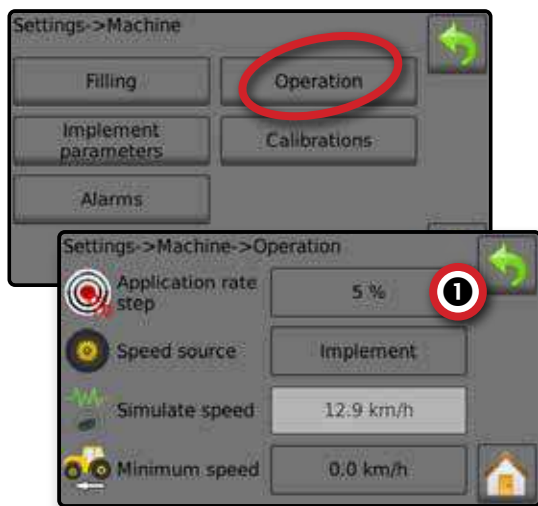 Settings->Machine
Filling
Operation
Implement
parameters
Calibrations
Alarms
Settings->Machine->Operation
Application rate
step
5 %
1
Speed source
Implement
Simulate speed
12.9 km/h
Minimum speed
0.0 km/h